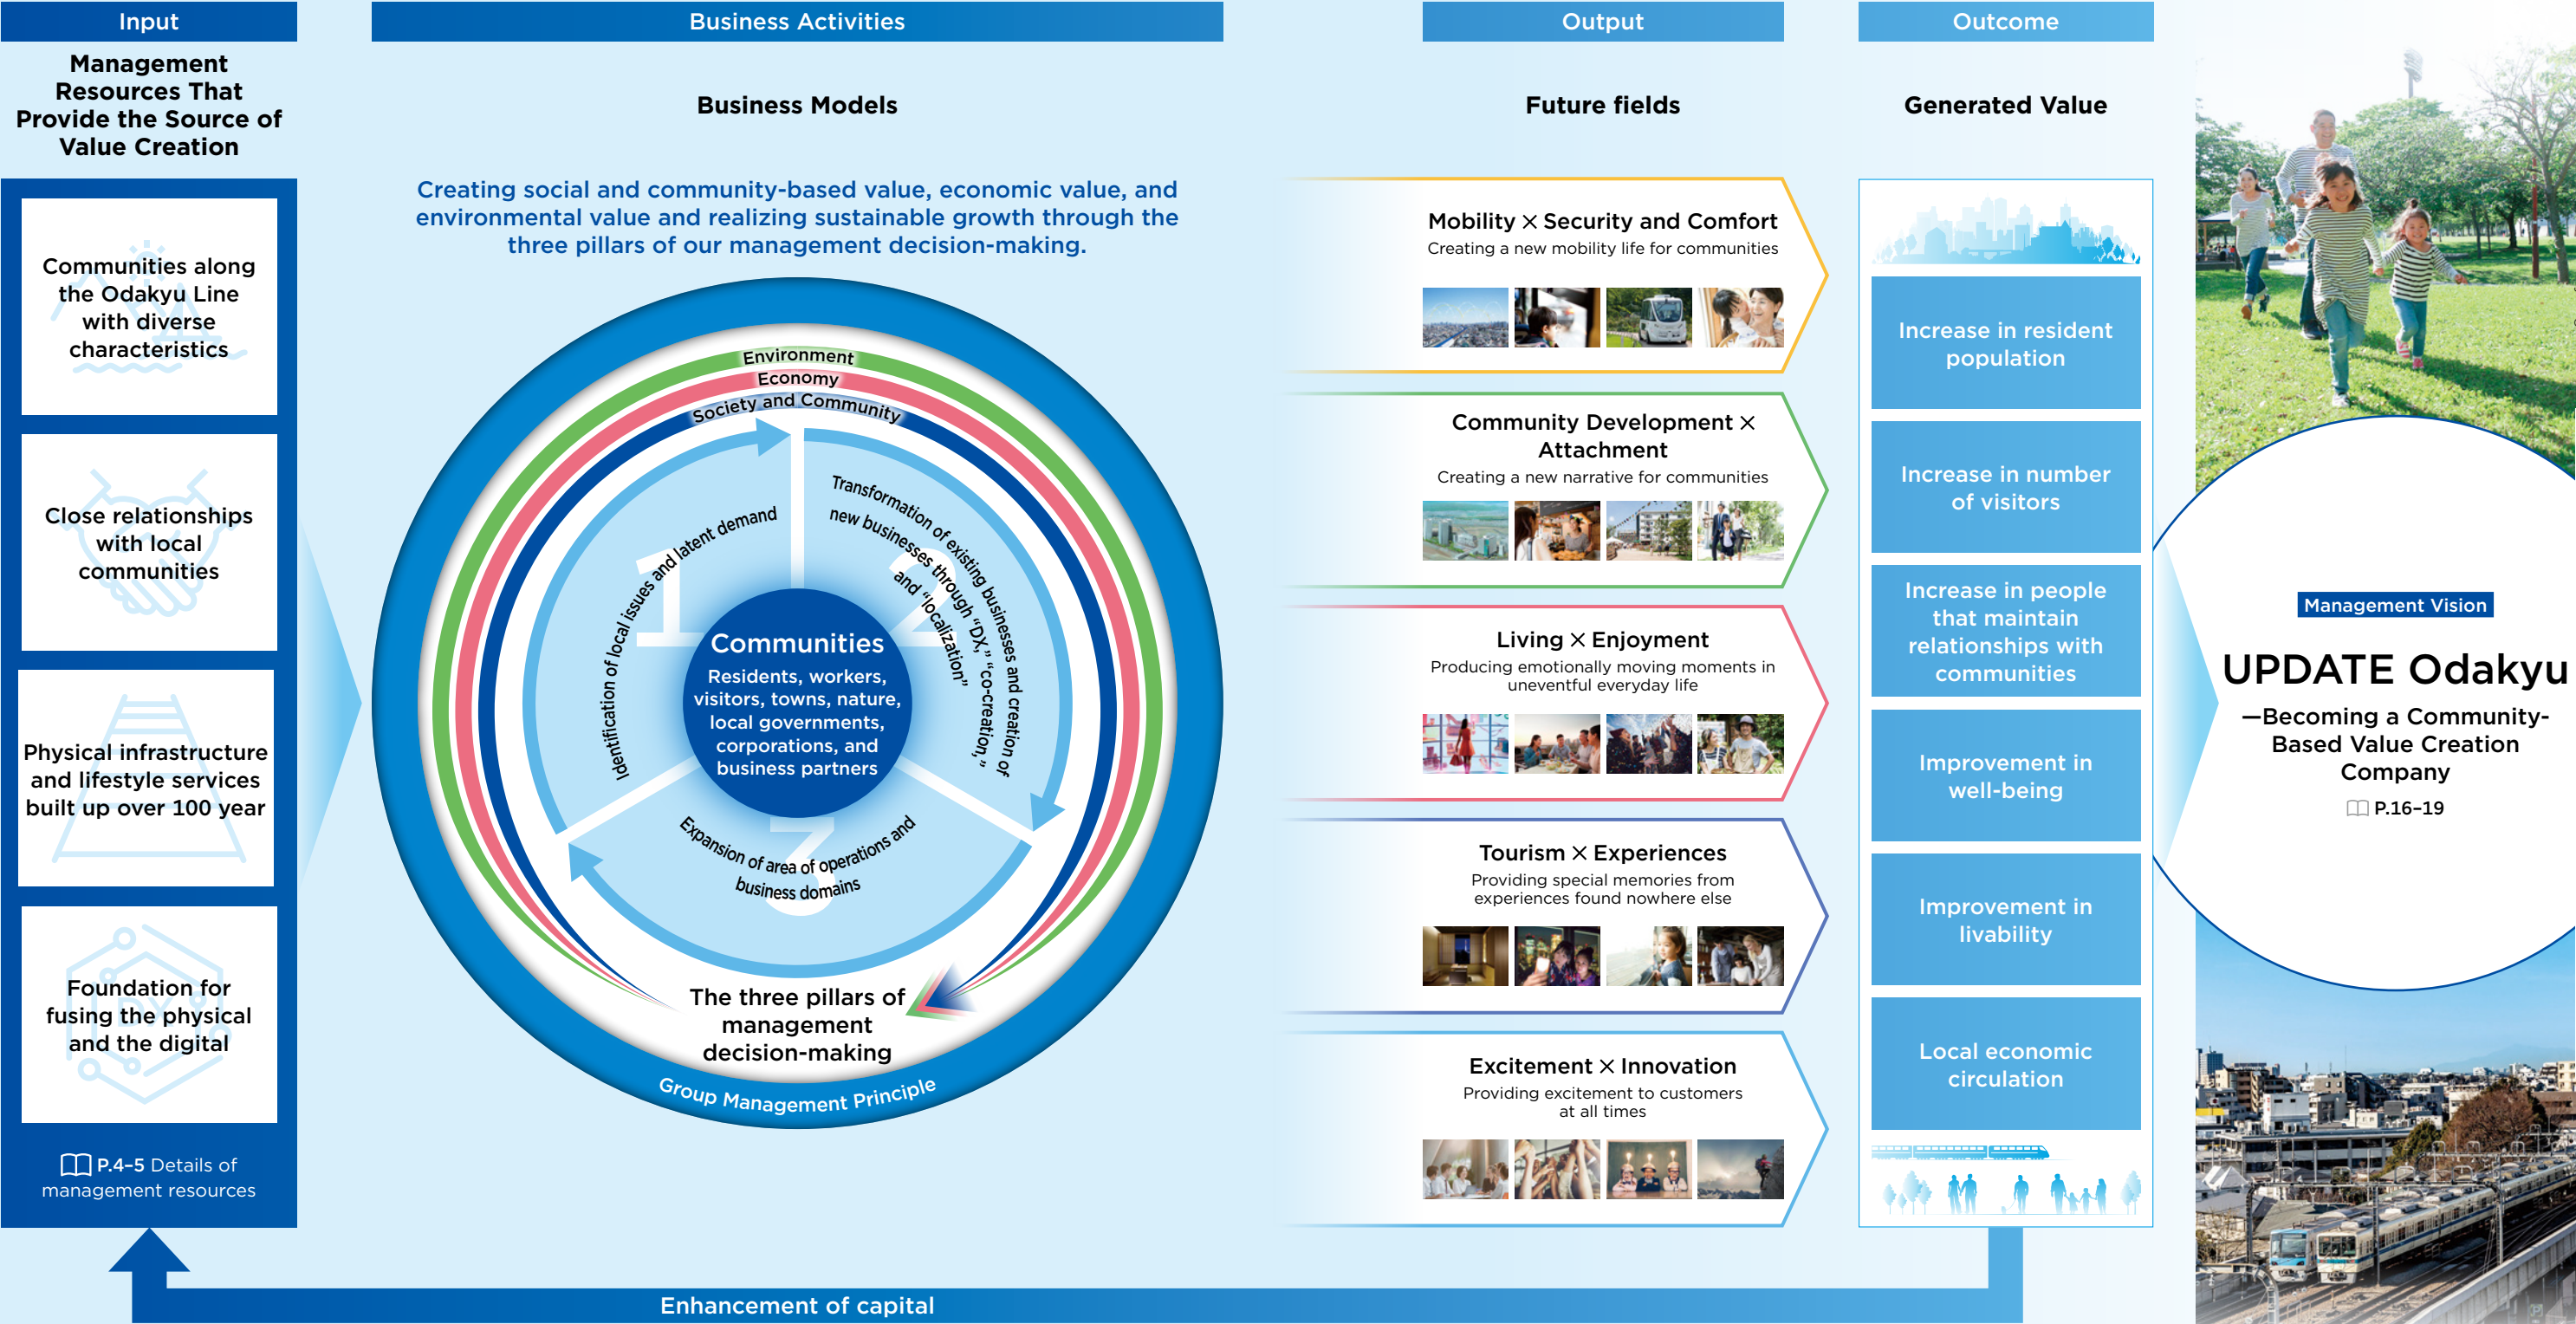 Input
Management
Resources That
Provide the Source of
Value Creation
Communities along
the Odakyu Line
with diverse
characteristics
Close relationships
with local
communities
Physical infrastructure
and lifestyle services
built up over 100 year
DX
Foundation for
fusing the physical
and the digital
P.4–5 Details of
management resources
Business Activities
Business Models
Creating social and community-based value, economic value, and
environmental value and realizing sustainable growth through the
three pillars of our management decision-making.
Environment
Economy
Society and Community
1
Identification of local issues and latent demand
2
Transformation of existing businesses and creation of
new businesses through “DX,” “co-creation,”
and “localization”
Communities
Residents, workers,
visitors, towns, nature,
local governments,
corporations, and
business partners
3
Expansion of area of operations and
business domains
The three pillars of
management
decision-making
Group Management Principle
Output
Future fields
Mobility × Security and Comfort
Creating a new mobility life for communities
Community Development ×
Attachment
Creating a new narrative for communities
Living × Enjoyment
Producing emotionally moving moments in
uneventful everyday life
Tourism × Experiences
Providing special memories from
experiences found nowhere else
Excitement × Innovation
Providing excitement to customers
at all times
Outcome
Generated Value
Increase in resident
population
Increase in number
of visitors
Increase in people
that maintain
relationships with
communities
Improvement in
well-being
Improvement in
livability
Local economic
circulation
Management Vision
UPDATE Odakyu
—Becoming a Community-
Based Value Creation
Company
P.16–19
Enhancement of capital